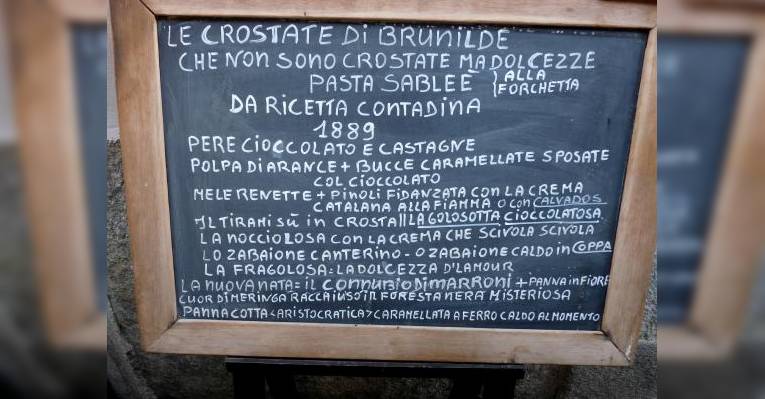 LE CROSTATE DI BRUNILDE
CHE NON SONO CROSTATE MA DOLCEZZE
PASTA SABLEÈ } ALLA FORCHETTA
DA RICETTA CONTADINA
1889
PERE CIOCCOLATO E CASTAGNE
POLPA DI ARANCE + BUCCE CARAMELLATE SPOSATE
COL CIOCCOLATO
MELE RENETTE + PINOLI FIDANZATA CON LA CREMA
CATALANA ALLA FIAMMA O CON CALVADOS
IL TIRAMISÙ IN CROSTA || LA GOLOSOTTA CIOCCOLATOSA
LA NOCCIOLOSA CON LA CREMA CHE SCIVOLA SCIVOLA
LO ZABAIONE CANTERINO - O ZABAIONE CALDO IN COPPA
LA FRAGOLOSA = LA DOLCEZZA D'LAMOUR
LA NUOVA NATA = IL CONNUBIO DI MARRONI + PANNA IN FIORE
CUOR DI MERINGA RACCHIUSO IN FORESTA NERA MISTERIOSA
PANNA COTTA <ARISTOCRATICA> CARAMELLATA A FERRO CALDO AL MOMENTO